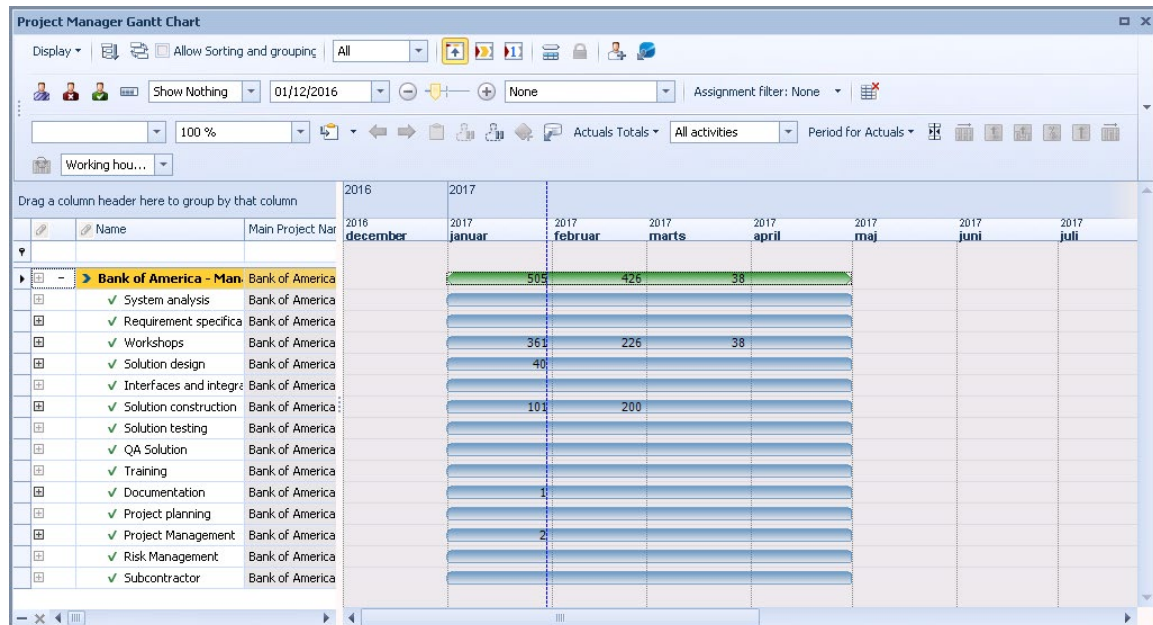 Project Manager Gantt Chart
Display Allow Sorting and grouping All
Show Nothing 01/12/2016 None Assignment filter: None
100 % Actuals Totals All activities Period for Actuals
Working hou...
Drag a column header here to group by that column
2016 2017
Name Main Project Nar
2016 2017 2017 2017 2017 2017 2017 2017
december januar februar marts april maj juni juli
Bank of America - Man Bank of America 505 426 38
System analysis Bank of America
Requirement specifica Bank of America
Workshops Bank of America 361 226 38
Solution design Bank of America 40
Interfaces and integra Bank of America
Solution construction Bank of America 101 200
Solution testing Bank of America
QA Solution Bank of America
Training Bank of America
Documentation Bank of America 1
Project planning Bank of America
Project Management Bank of America 2
Risk Management Bank of America
Subcontractor Bank of America